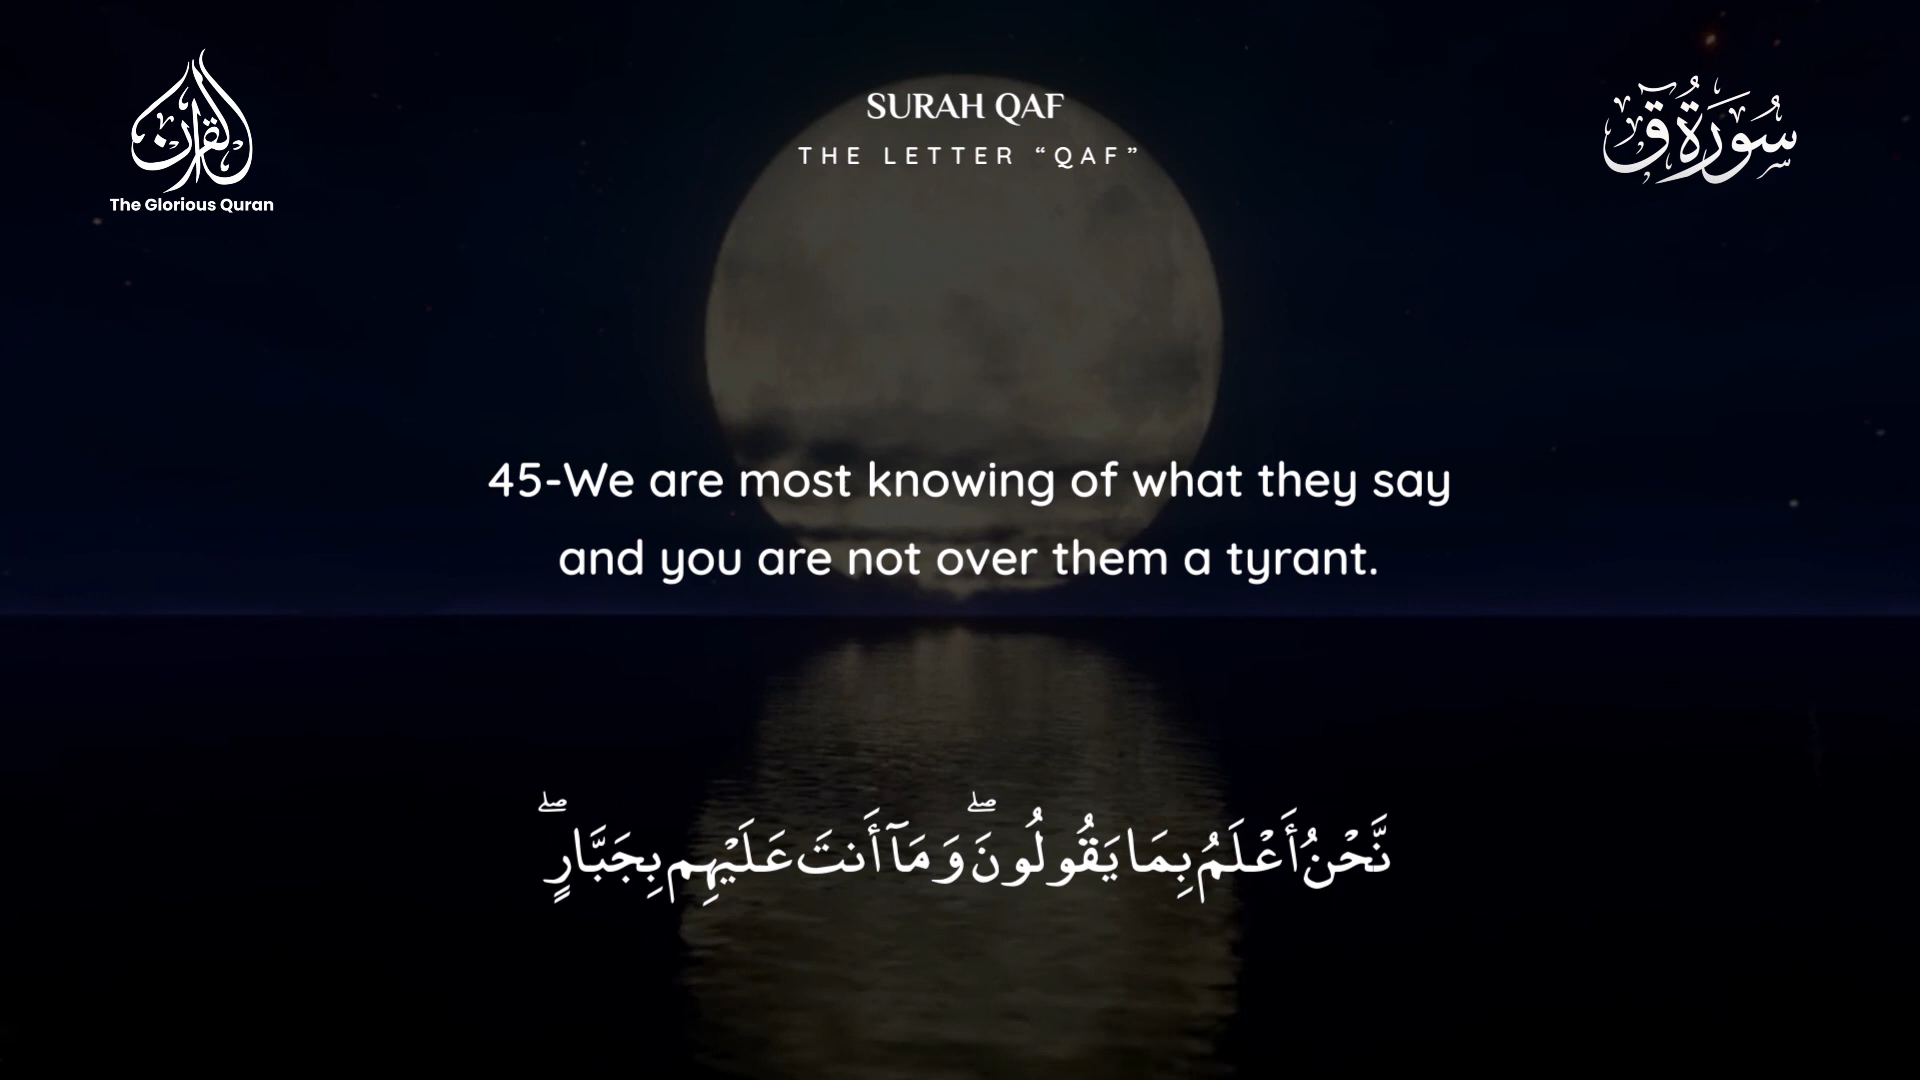 القرآن
The Glorious Quran
SURAH QAF
THE LETTER “QAF”
سُورَةُ قٓ
45-We are most knowing of what they say
and you are not over them a tyrant.
نَّحْنُ أَعْلَمُ بِمَا يَقُولُونَ ۖ وَمَآ أَنتَ عَلَيْهِم بِجَبَّارٍ ۖ